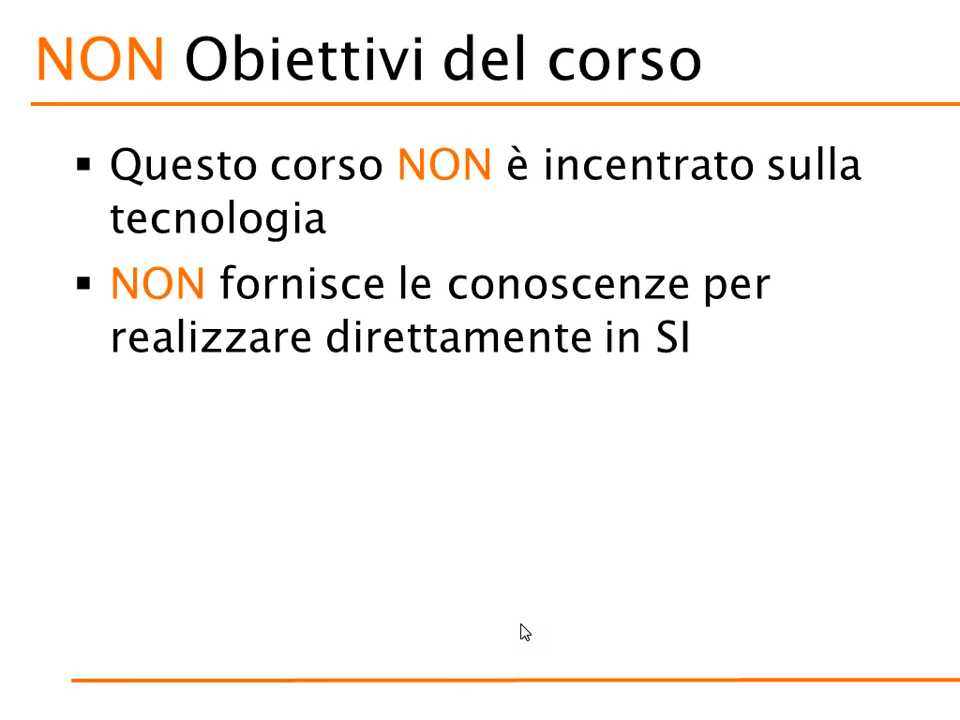 NON Obiettivi del corso
▪ Questo corso NON è incentrato sulla
tecnologia
▪ NON fornisce le conoscenze per
realizzare direttamente in SI